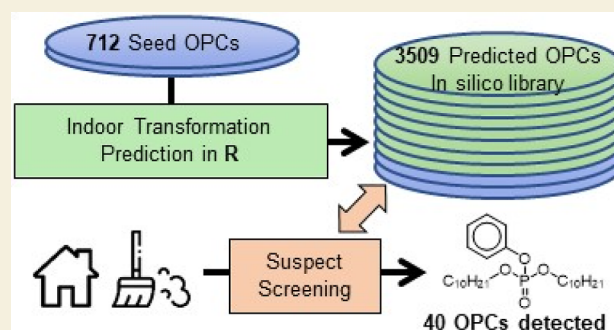 712 Seed OPCs
3509 Predicted OPCs
In silico library
Indoor Transformation
Prediction in R
Suspect
Screening
O
C10H21 O P O C10H21
O
40 OPCs detected